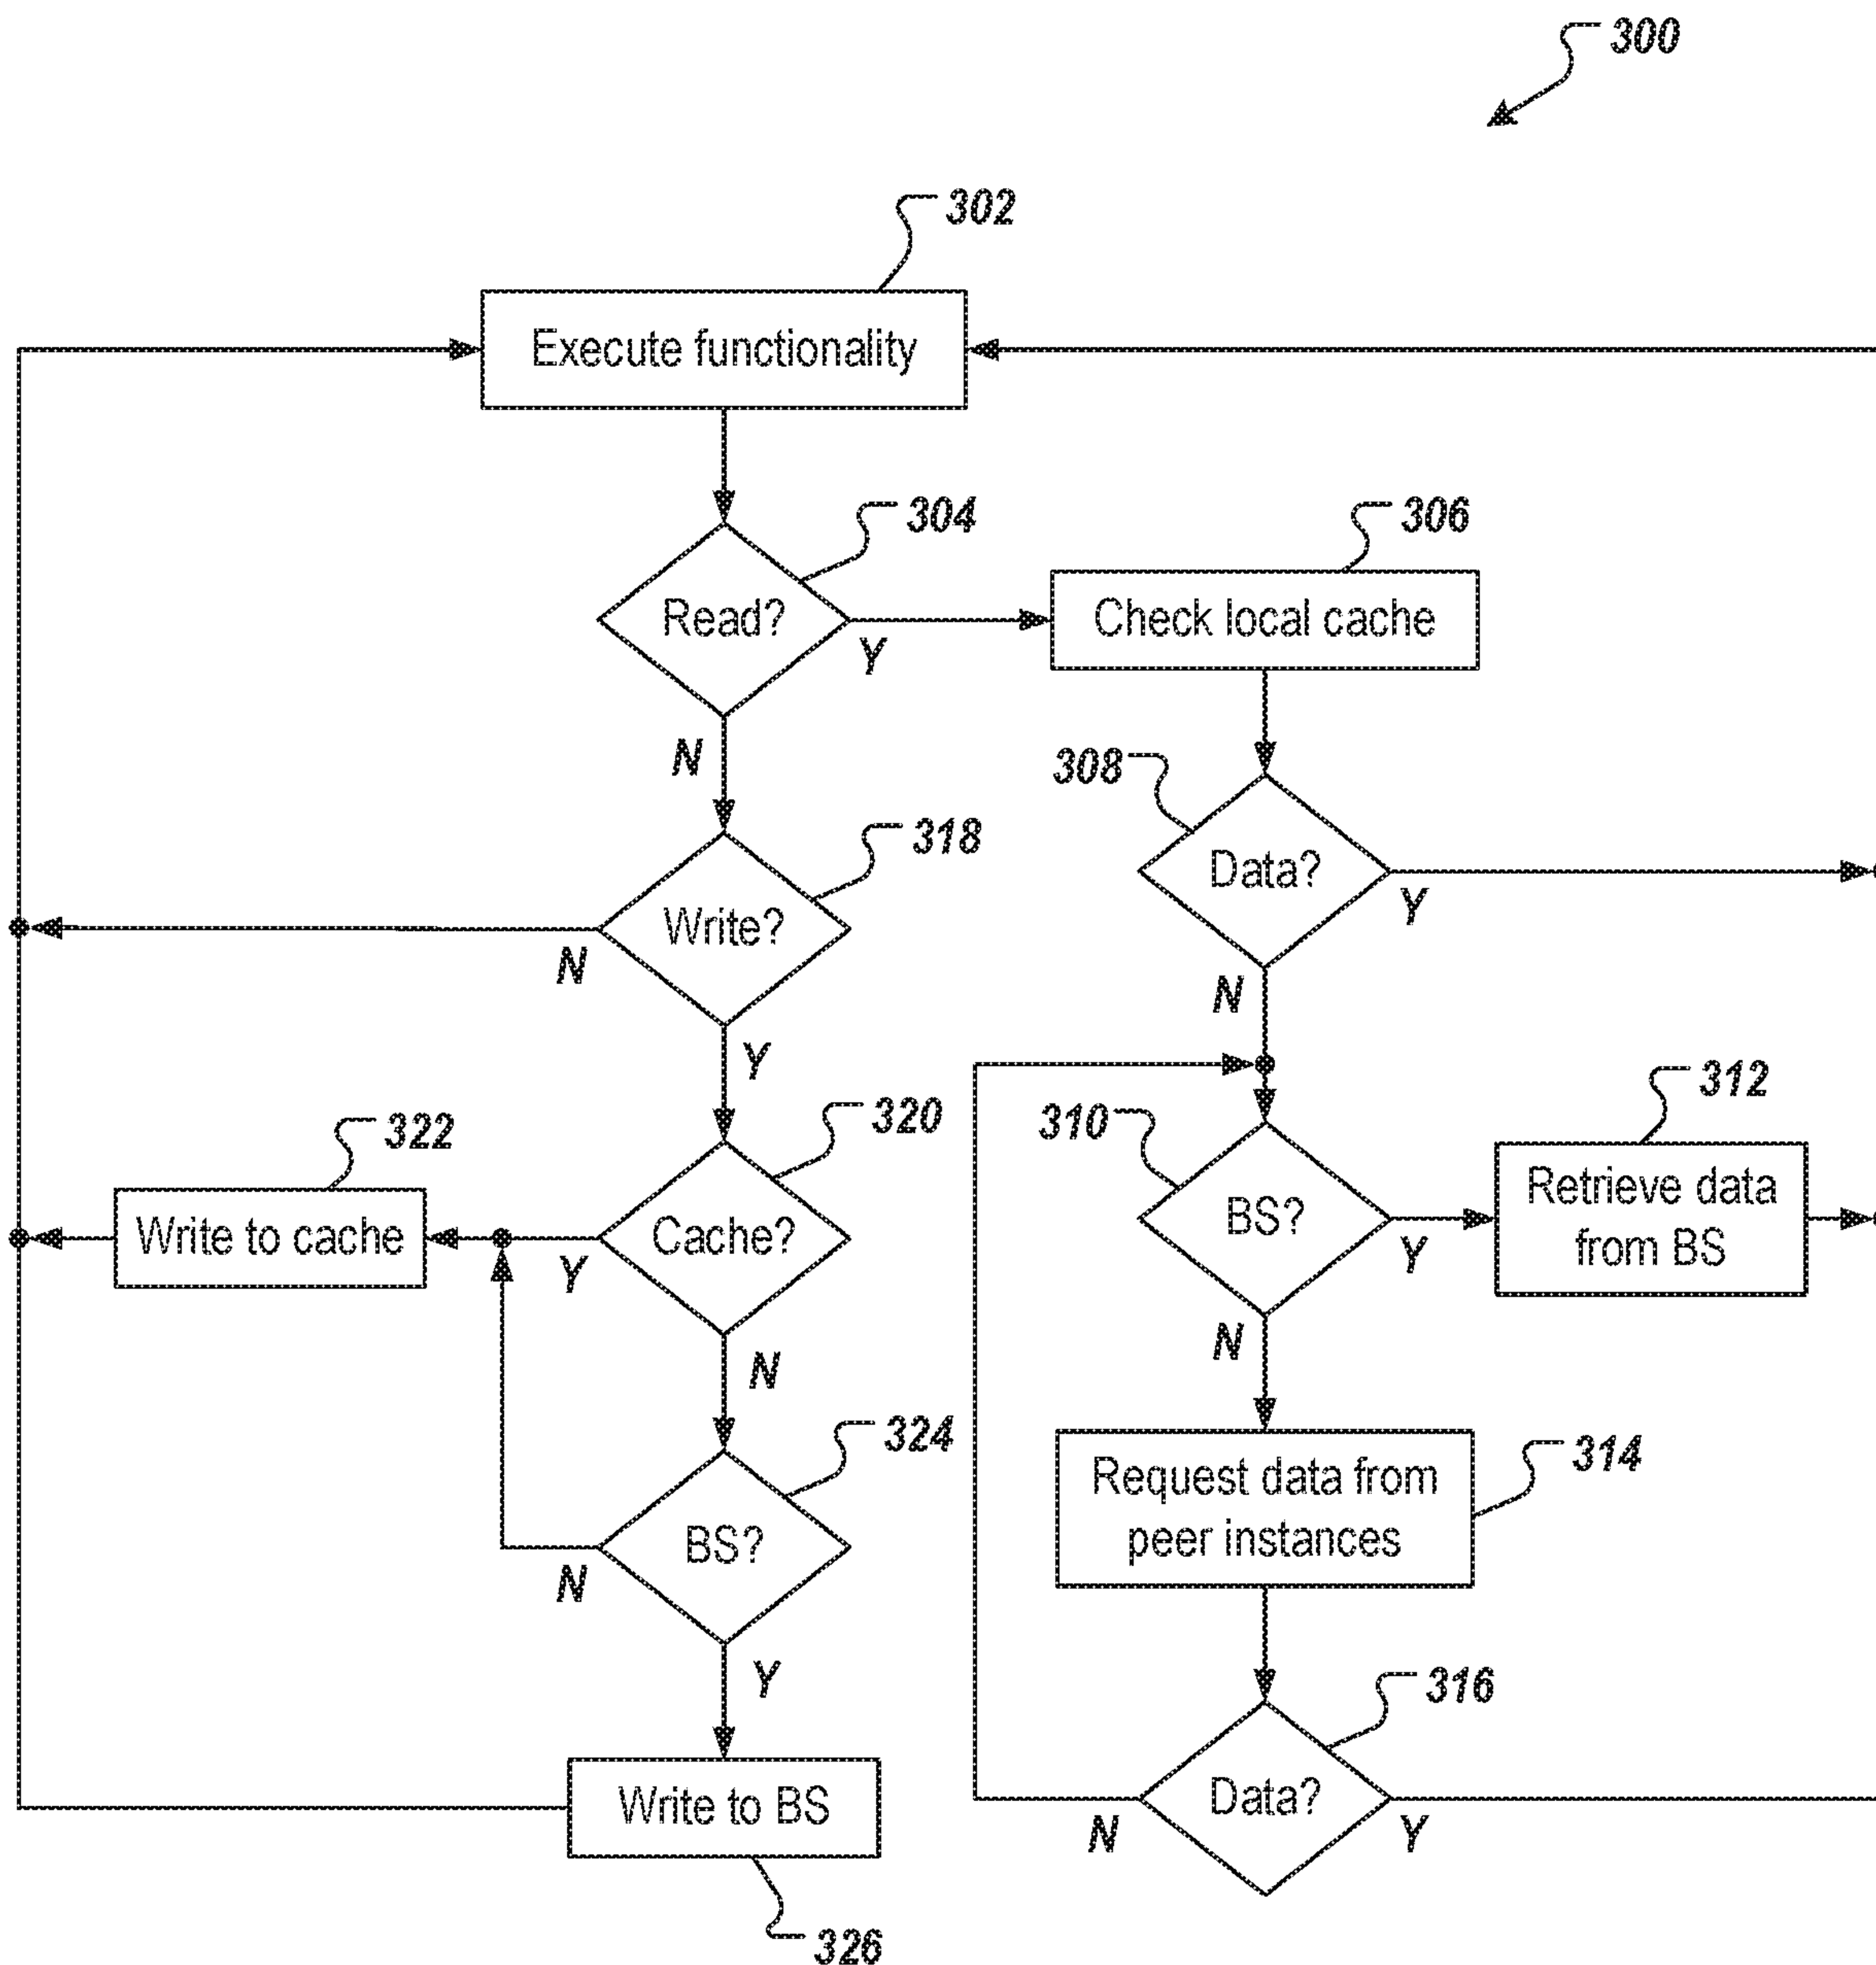 300
302
Execute functionality
304
Read?
Y
N
306
Check local cache
308
Data?
Y
N
318
Write?
N
Y
310
BS?
Y
N
312
Retrieve data
from BS
320
Cache?
Y
N
322
Write to cache
324
BS?
N
Y
314
Request data from
peer instances
316
Data?
N
Y
Write to BS
326